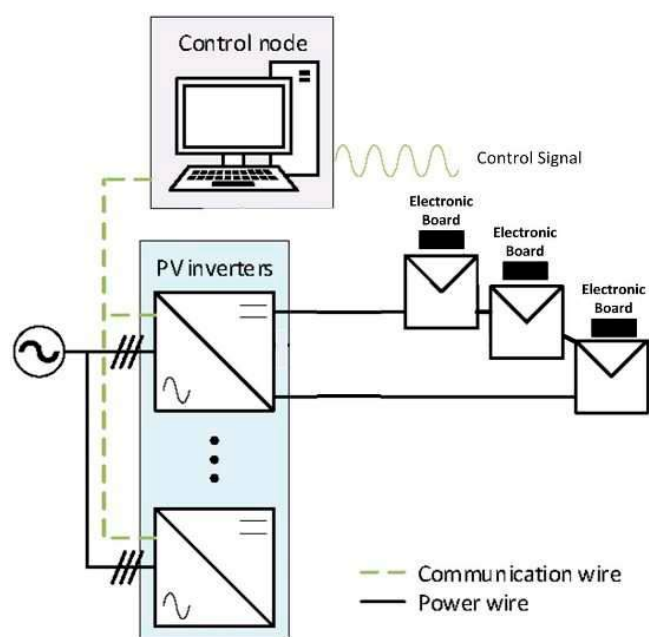 Control node
Control Signal
Electronic
Board
Electronic
Board
Electronic
Board
PV inverters
Communication wire
Power wire